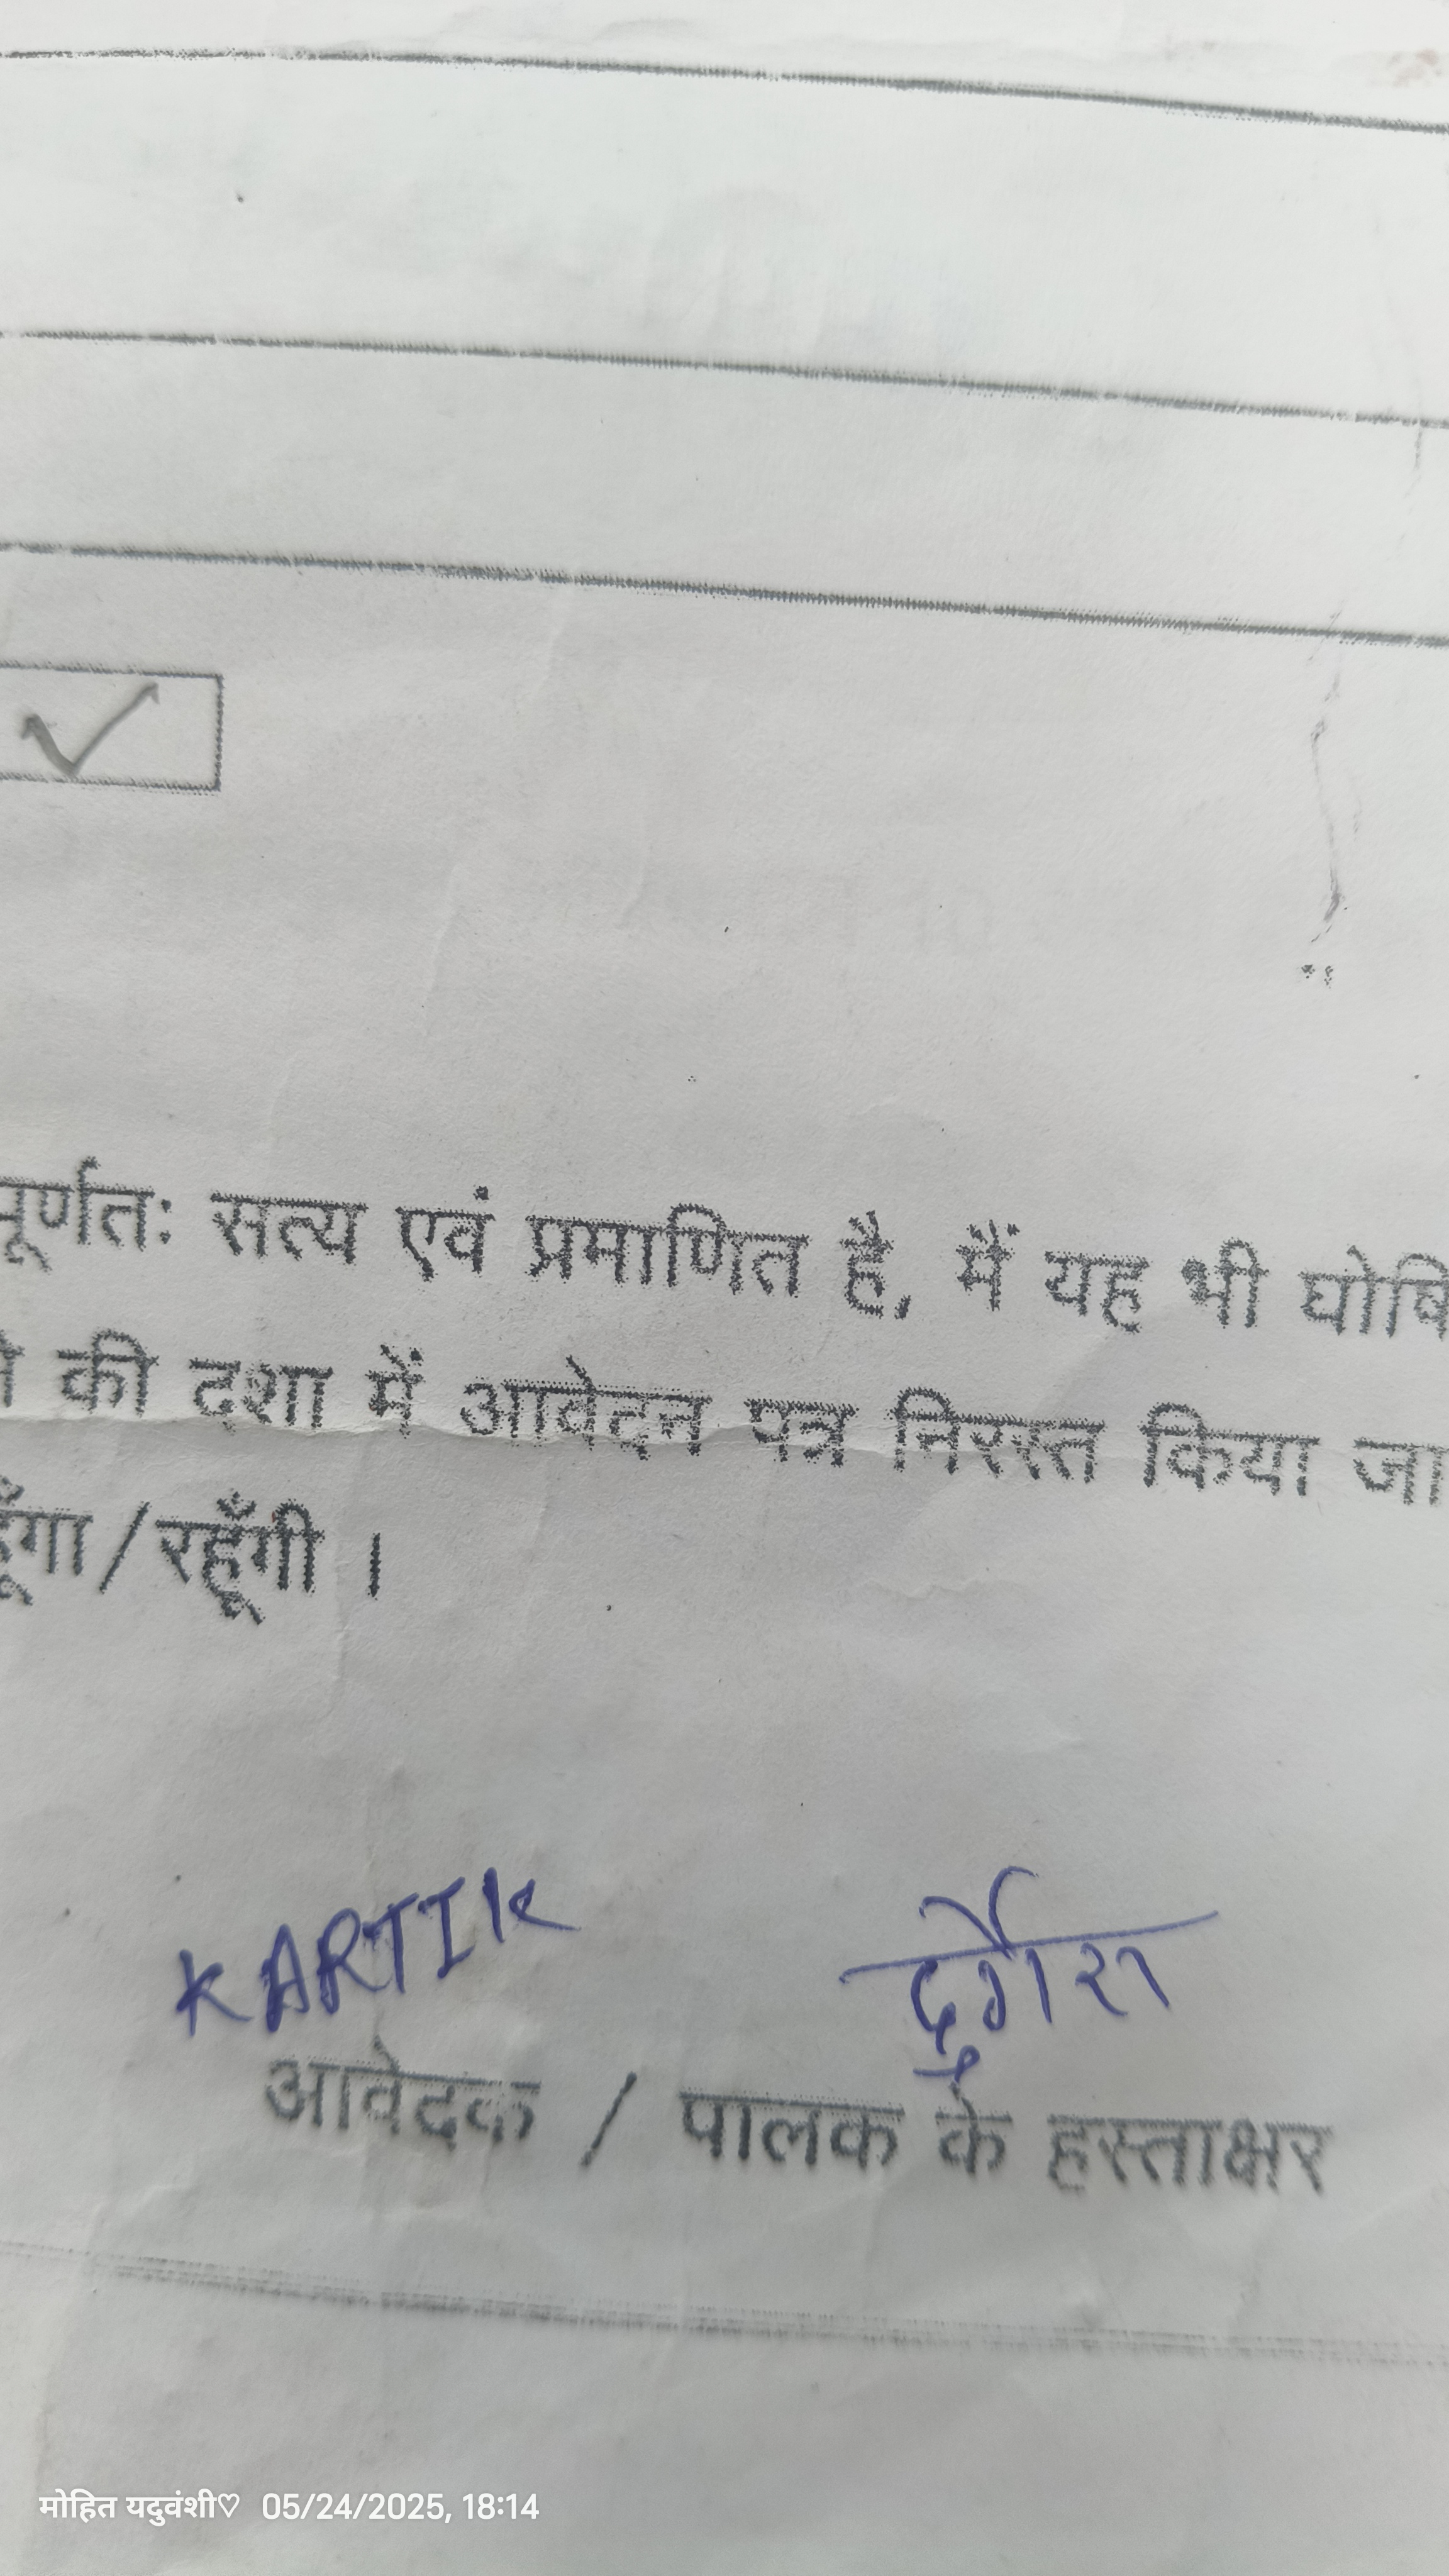 पूर्णतः सत्य एवं प्रमाणित है, मैं यह भी घोषि
की दशा में आवेदन पत्र निरस्त किया जा
हूँगा / रहूँगी ।
KARTIK दुर्गेश
आवेदक / पालक के हस्ताक्षर
मोहित यदुवंशी♡ 05/24/2025, 18:14